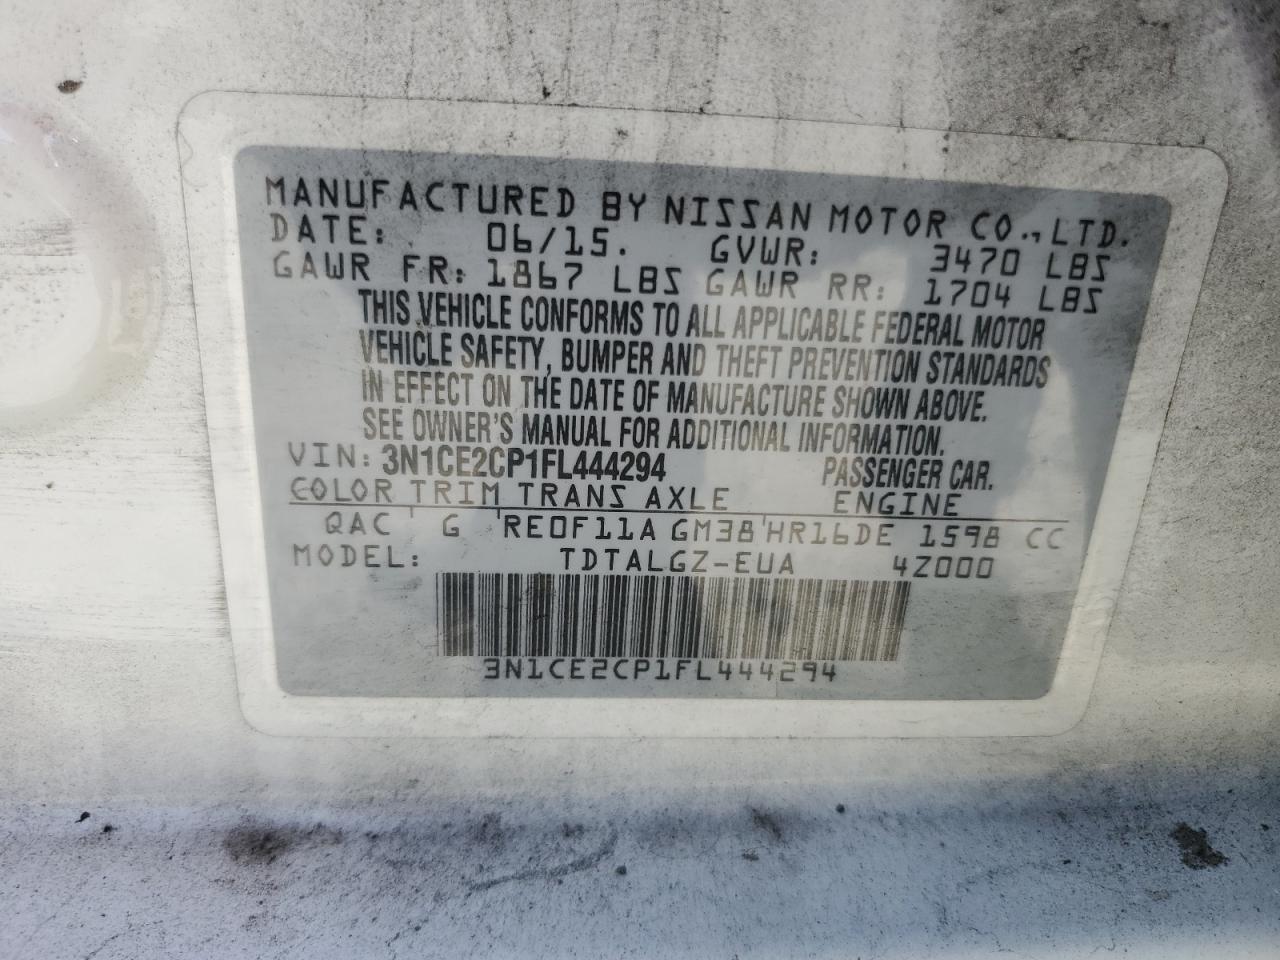 MANUFACTURED BY NISSAN MOTOR CO., LTD.
DATE: 06/15. GVWR: 3470 LBS
GAWR FR: 1867 LBS GAWR RR: 1704 LBS
THIS VEHICLE CONFORMS TO ALL APPLICABLE FEDERAL MOTOR
VEHICLE SAFETY, BUMPER AND THEFT PREVENTION STANDARDS
IN EFFECT ON THE DATE OF MANUFACTURE SHOWN ABOVE.
SEE OWNER'S MANUAL FOR ADDITIONAL INFORMATION.
VIN: 3N1CE2CP1FL444294 PASSENGER CAR.
COLOR TRIM TRANS AXLE ENGINE
QAC ' G 'RE0F11A GM38'HR16DE 1598 CC
MODEL: TDTALGZ-EUA 4Z000
3N1CE2CP1FL444294